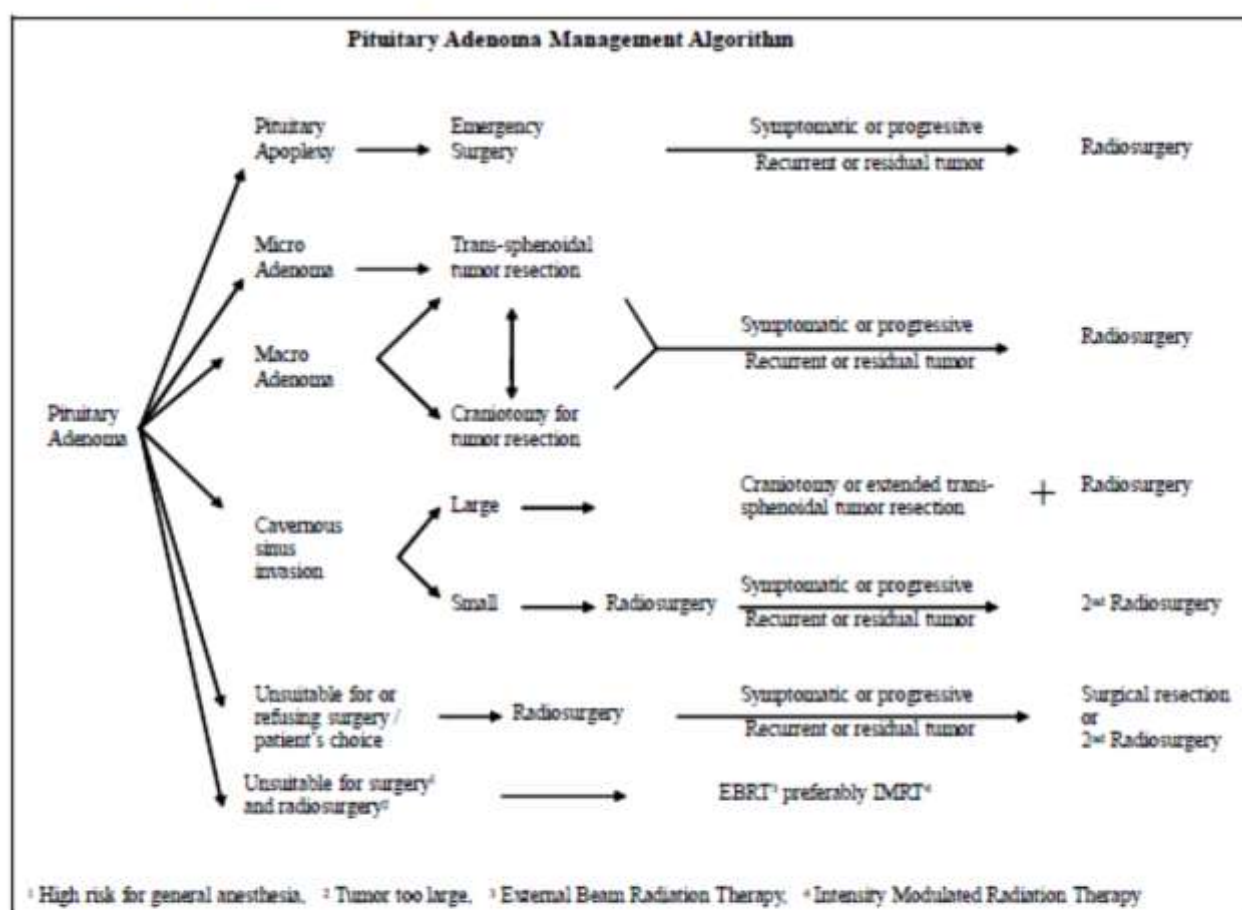 Pituitary Adenoma Management Algorithm
Pituitary
Apoplexy
Emergency
Surgery
Symptomatic or progressive
Recurrent or residual tumor
Radiosurgery
Micro
Adenoma
Trans-sphenoidal
tumor resection
Macro
Adenoma
Craniotomy for
tumor resection
Symptomatic or progressive
Recurrent or residual tumor
Radiosurgery
Pituitary
Adenoma
Cavernous
sinus
invasion
Large
Craniotomy or extended trans-
sphenoidal tumor resection
+
Radiosurgery
Small
Radiosurgery
Symptomatic or progressive
Recurrent or residual tumor
2ⁿᵈ Radiosurgery
Unsuitable for or
refusing surgery /
patient's choice
Radiosurgery
Symptomatic or progressive
Recurrent or residual tumor
Surgical resection
or
2ⁿᵈ Radiosurgery
Unsuitable for surgery¹
and radiosurgery²
EBRT³ preferably IMRT⁴
¹ High risk for general anesthesia, ² Tumor too large, ³ External Beam Radiation Therapy, ⁴ Intensity Modulated Radiation Therapy